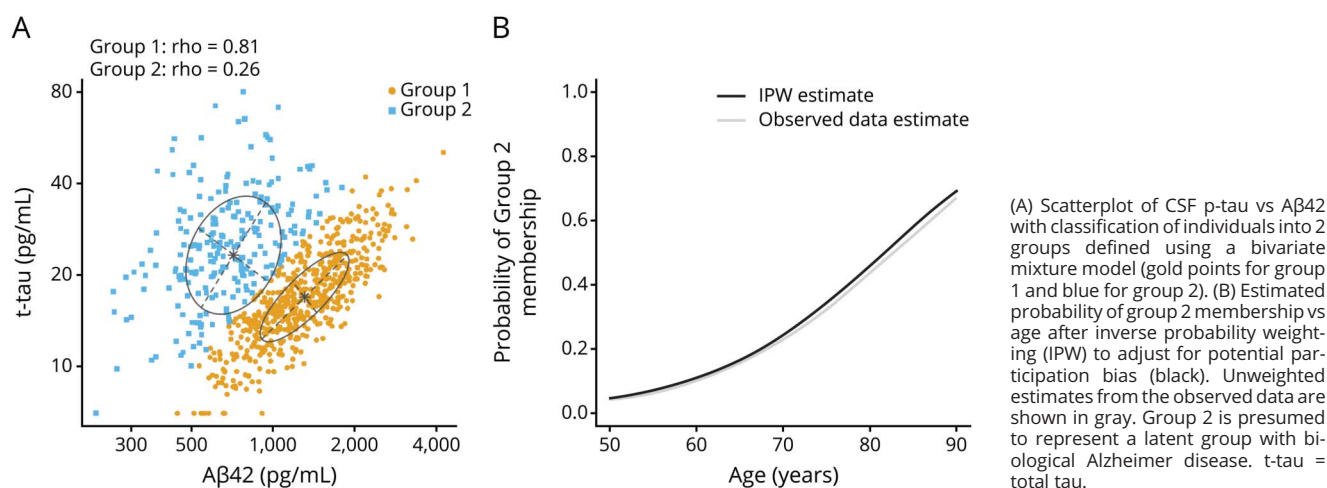 A
Group 1: rho = 0.81
Group 2: rho = 0.26
Group 1
Group 2
80
40
20
10
t-tau (pg/mL)
300
500
1,000
2,000
4,000
Aβ42 (pg/mL)
B
IPW estimate
Observed data estimate
1.0
0.8
0.6
0.4
0.2
0.0
Probability of Group 2
membership
50
60
70
80
90
Age (years)
(A) Scatterplot of CSF p-tau vs Aβ42
with classification of individuals into 2
groups defined using a bivariate
mixture model (gold points for group
1 and blue for group 2). (B) Estimated
probability of group 2 membership vs
age after inverse probability weight-
ing (IPW) to adjust for potential par-
ticipation bias (black). Unweighted
estimates from the observed data are
shown in gray. Group 2 is presumed
to represent a latent group with bi-
ological Alzheimer disease. t-tau =
total tau.